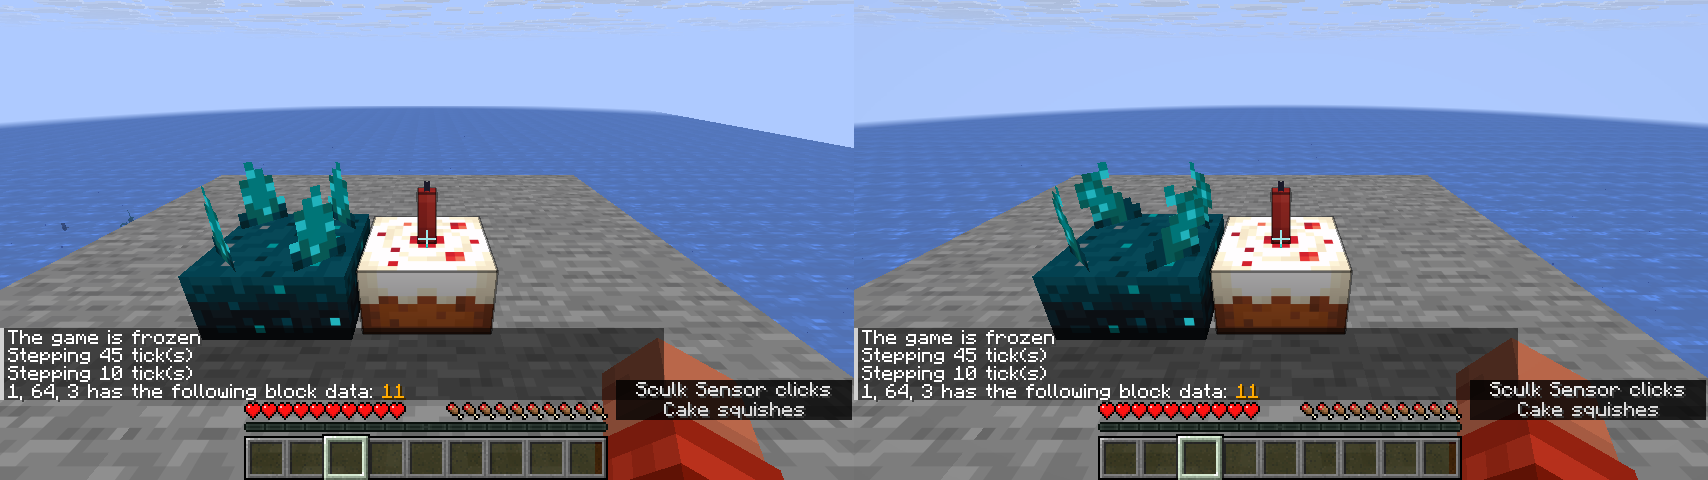 The game is frozen
Stepping 45 tick(s)
Stepping 10 tick(s)
1, 64, 3 has the following block data: 11
Sculk Sensor clicks
Cake squishes
The game is frozen
Stepping 45 tick(s)
Stepping 10 tick(s)
1, 64, 3 has the following block data: 11
Sculk Sensor clicks
Cake squishes